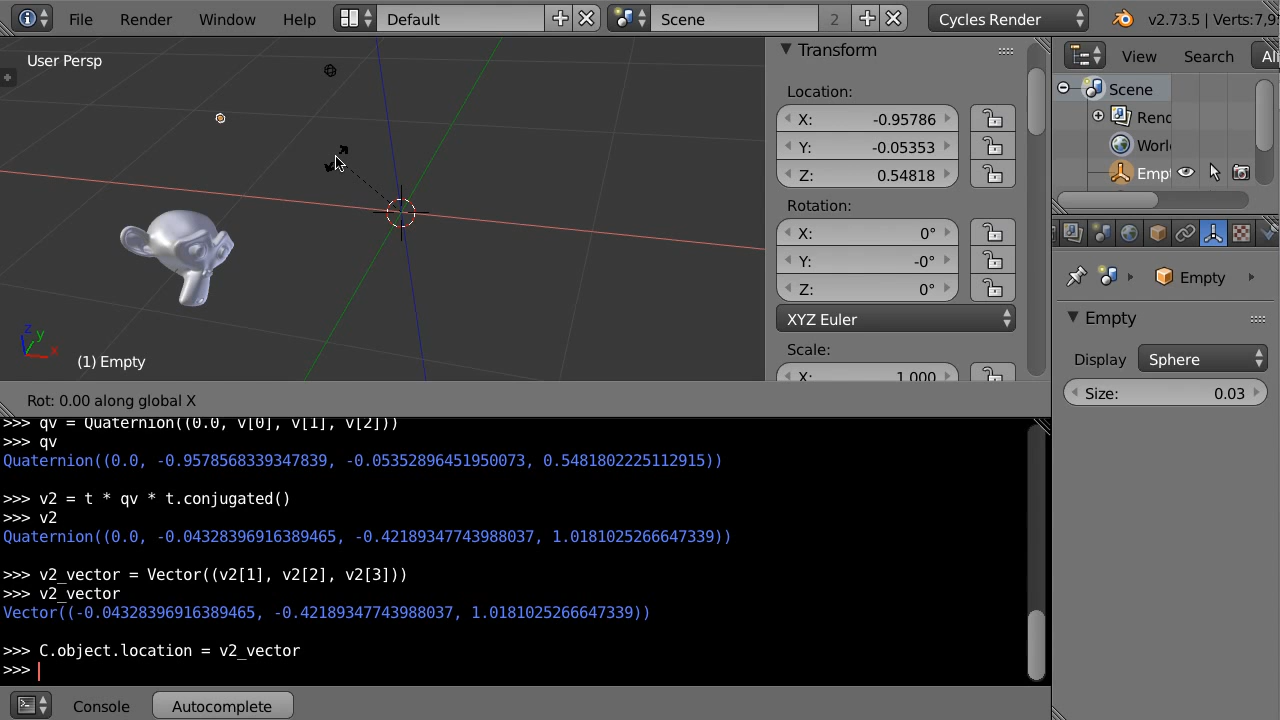 File Render Window Help Default Scene 2 Cycles Render v2.73.5 | Verts:7,9
User Persp
Transform
View Search Al
Location:
Scene
X: -0.95786
Rend
Y: -0.05353
Worl
Z: 0.54818
Empt
Rotation:
X: 0°
Y: -0°
Z: 0°
Empty
XYZ Euler
Empty
z
y
x
Scale:
Display Sphere
(1) Empty
X: 1.000
Size: 0.03
Rot: 0.00 along global X
>>> qv = Quaternion((0.0, v[0], v[1], v[2]))
>>> qv
Quaternion((0.0, -0.9578568339347839, -0.05352896451950073, 0.5481802225112915))
>>> v2 = t * qv * t.conjugated()
>>> v2
Quaternion((0.0, -0.04328396916389465, -0.42189347743988037, 1.0181025266647339))
>>> v2_vector = Vector((v2[1], v2[2], v2[3]))
>>> v2_vector
Vector((-0.04328396916389465, -0.42189347743988037, 1.0181025266647339))
>>> C.object.location = v2_vector
>>>
Console Autocomplete